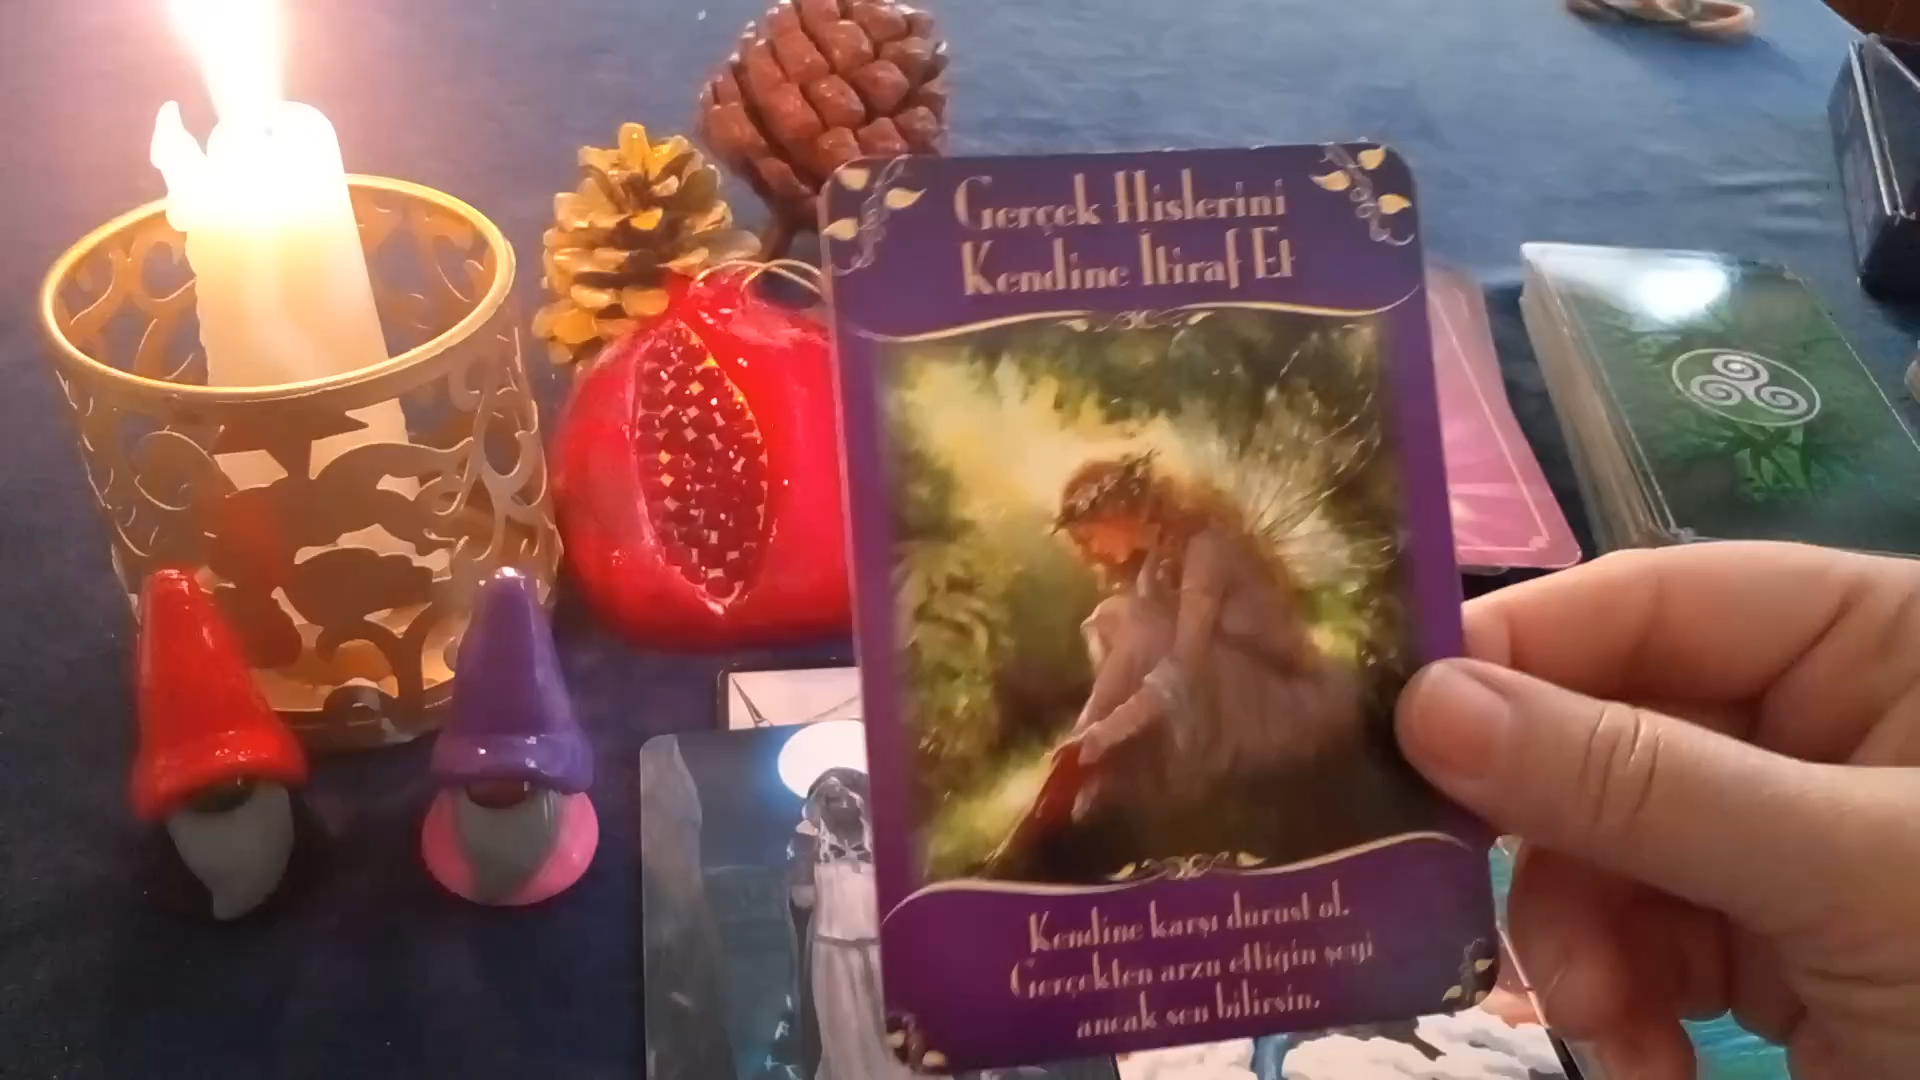 Gerçek Hislerini
Kendine İtiraf Et
Kendine karşı dürüst ol.
Gerçekten arzu ettiğin şeyi
ancak sen bilirsin.